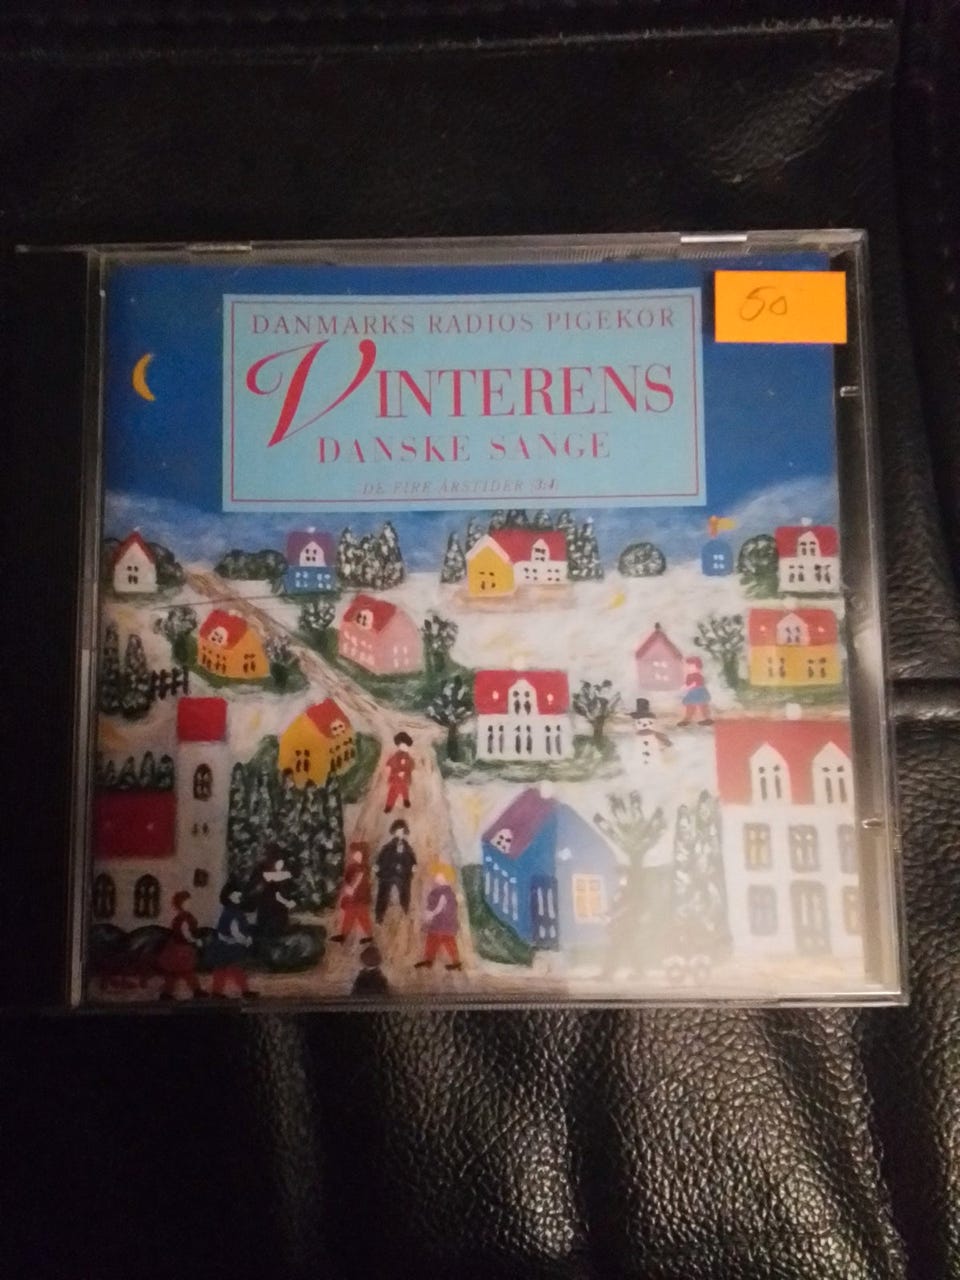 DANMARKS RADIOS PIGEKOR
VINTERENS
DANSKE SANGE
DE FIRE ÅRSTIDER (3:4)
50